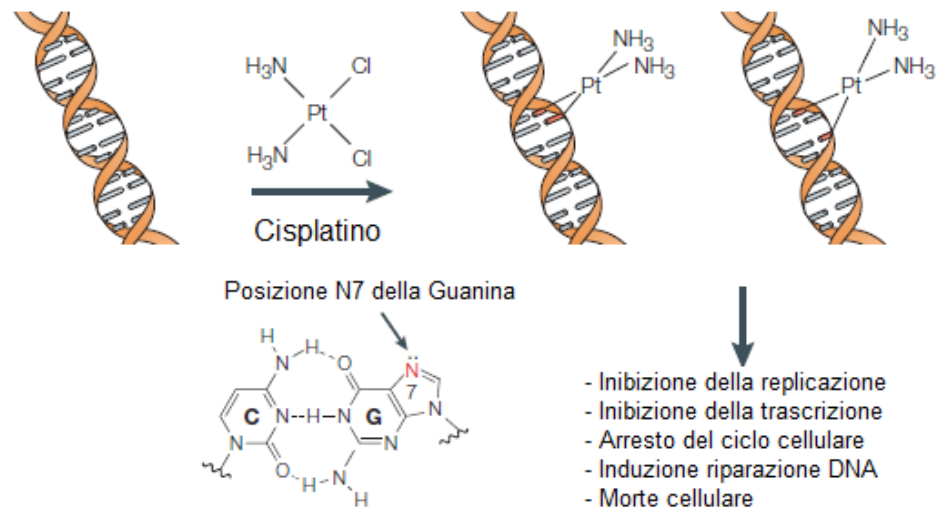 H3N
Cl
Pt
H3N
Cl
Cisplatino
NH3
NH3
Pt
NH3
NH3
Pt
Posizione N7 della Guanina
H
N
H
O
N
7
C
N
H
N
G
N
N
N
O
H
N
H
- Inibizione della replicazione
- Inibizione della trascrizione
- Arresto del ciclo cellulare
- Induzione riparazione DNA
- Morte cellulare